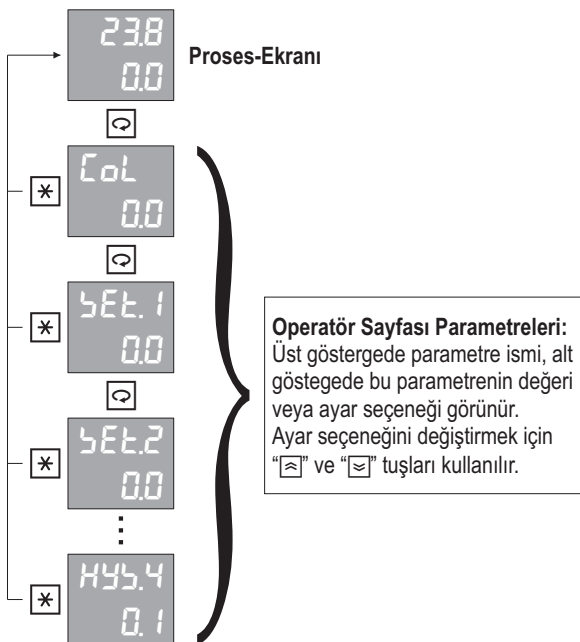 23.8
0.0
Proses-Ekranı
CoL
0.0
SEt.1
0.0
SEt.2
0.0
HYS.4
0.1
Operatör Sayfası Parametreleri:
Üst göstergede parametre ismi, alt
göstegede bu parametrenin değeri
veya ayar seçeneği görünür.
Ayar seçeneğini değiştirmek için
“” ve “” tuşları kullanılır.